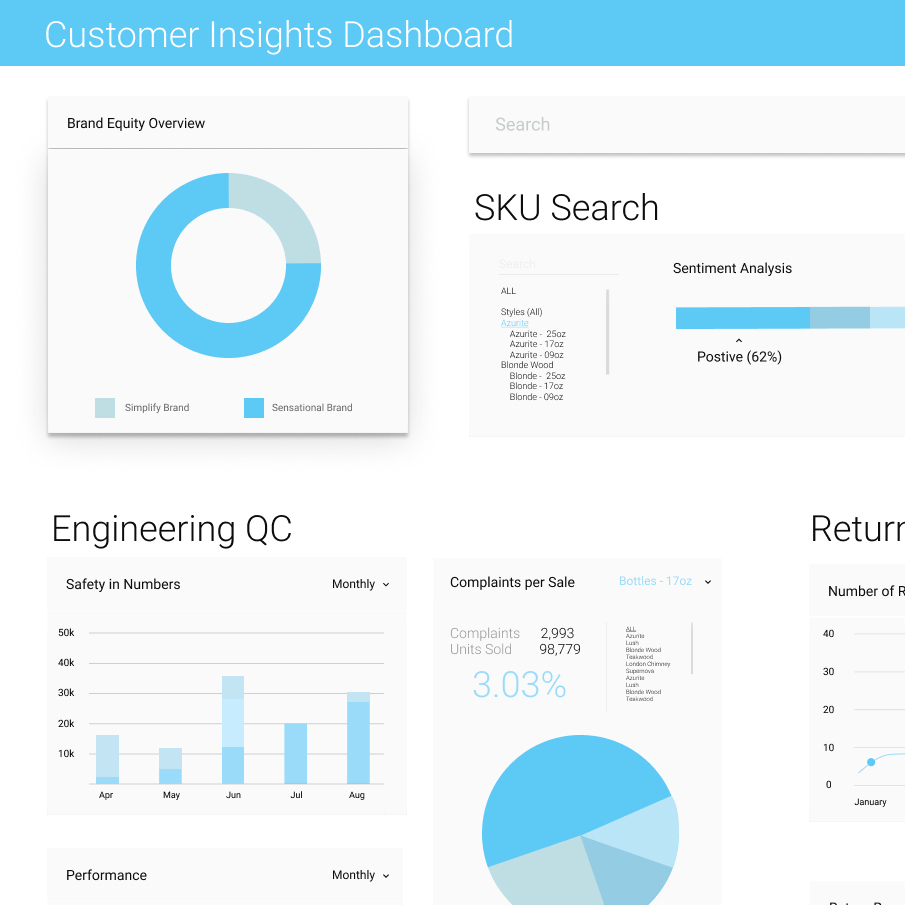 Customer Insights Dashboard
Brand Equity Overview
Simplify Brand
Sensational Brand
Search
SKU Search
Search
ALL
Styles (All)
Azurite
Azurite - 25oz
Azurite - 17oz
Azurite - 09oz
Blonde Wood
Blonde - 25oz
Blonde - 17oz
Blonde - 09oz
Sentiment Analysis
Postive (62%)
Engineering QC
Safety in Numbers
Monthly
50k
40k
30k
20k
10k
Apr
May
Jun
Jul
Aug
Performance
Monthly
Complaints per Sale
Bottles - 17oz
Complaints 2,993
Units Sold 98,779
3.03%
ALL
Azurite
Lush
Blonde Wood
Teakwood
London Chimney
Supernova
Azurite
Lush
Blonde Wood
Teakwood
Return
Number of R
40
30
20
10
0
January